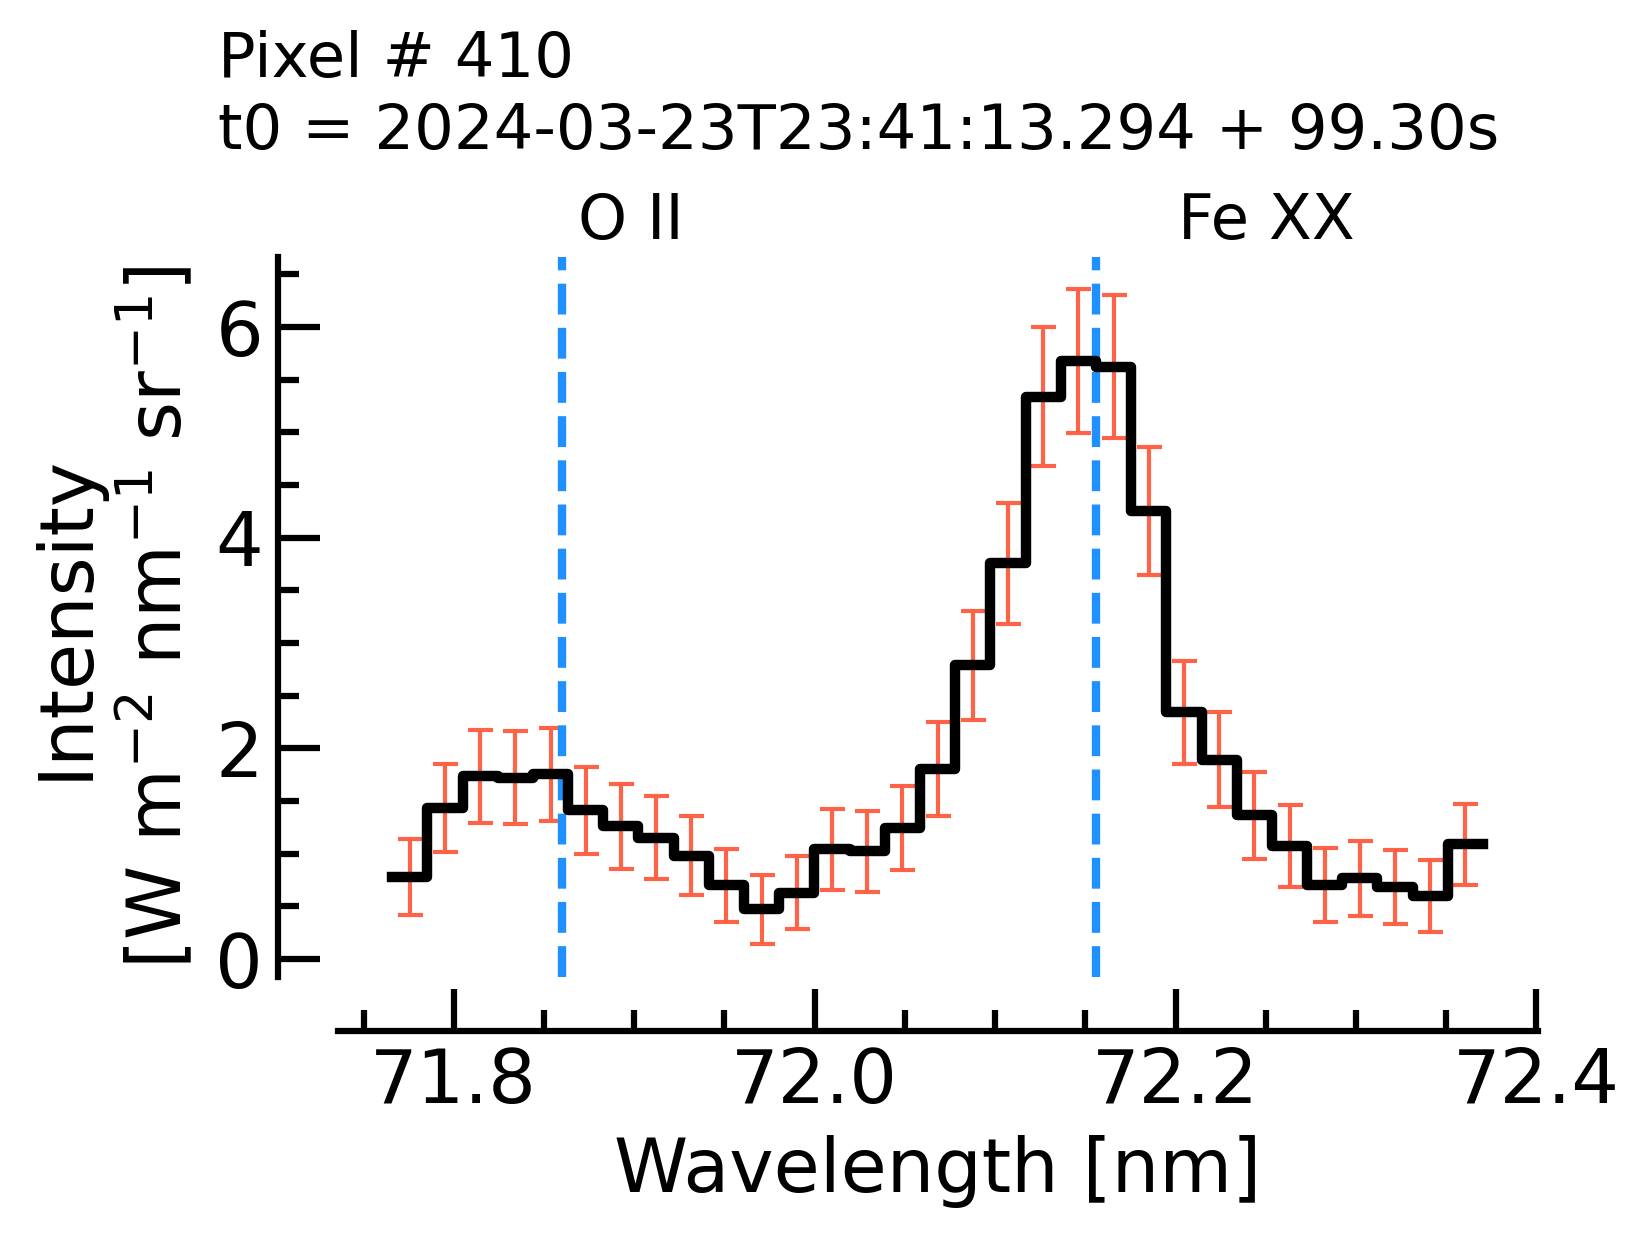 Pixel # 410
t0 = 2024-03-23T23:41:13.294 + 99.30s
O II
Fe XX
Intensity
[W m⁻² nm⁻¹ sr⁻¹]
6
4
2
0
71.8 72.0 72.2 72.4
Wavelength [nm]